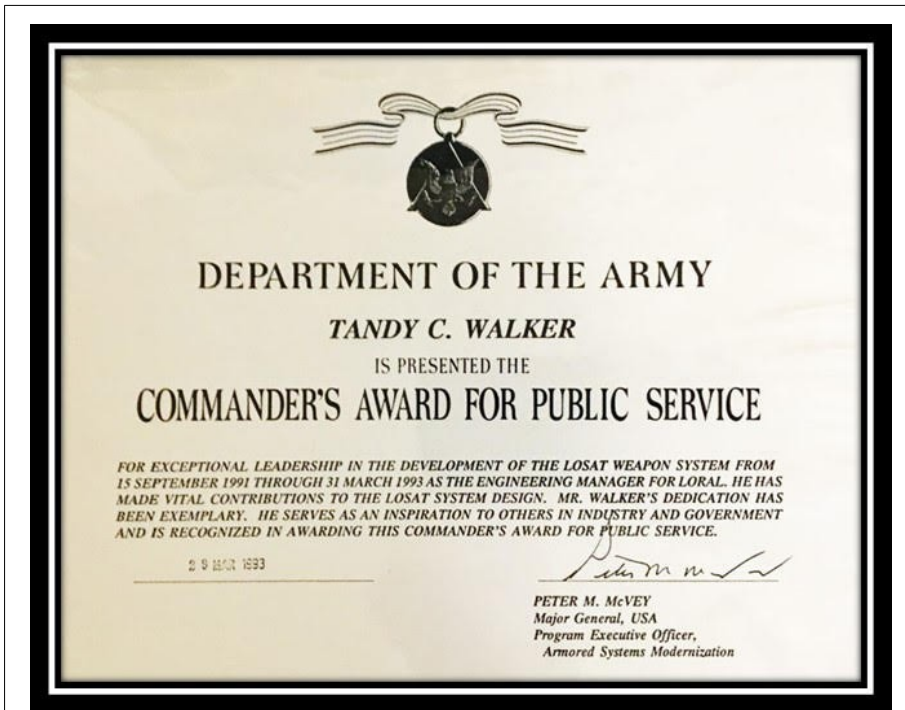 DEPARTMENT OF THE ARMY
TANDY C. WALKER
IS PRESENTED THE
COMMANDER'S AWARD FOR PUBLIC SERVICE
FOR EXCEPTIONAL LEADERSHIP IN THE DEVELOPMENT OF THE LOSAT WEAPON SYSTEM FROM
15 SEPTEMBER 1991 THROUGH 31 MARCH 1993 AS THE ENGINEERING MANAGER FOR LORAL. HE HAS
MADE VITAL CONTRIBUTIONS TO THE LOSAT SYSTEM DESIGN. MR. WALKER'S DEDICATION HAS
BEEN EXEMPLARY. HE SERVES AS AN INSPIRATION TO OTHERS IN INDUSTRY AND GOVERNMENT
AND IS RECOGNIZED IN AWARDING THIS COMMANDER'S AWARD FOR PUBLIC SERVICE.
MAR 1993
PETER M. McVEY
Major General, USA
Program Executive Officer,
Armored Systems Modernization